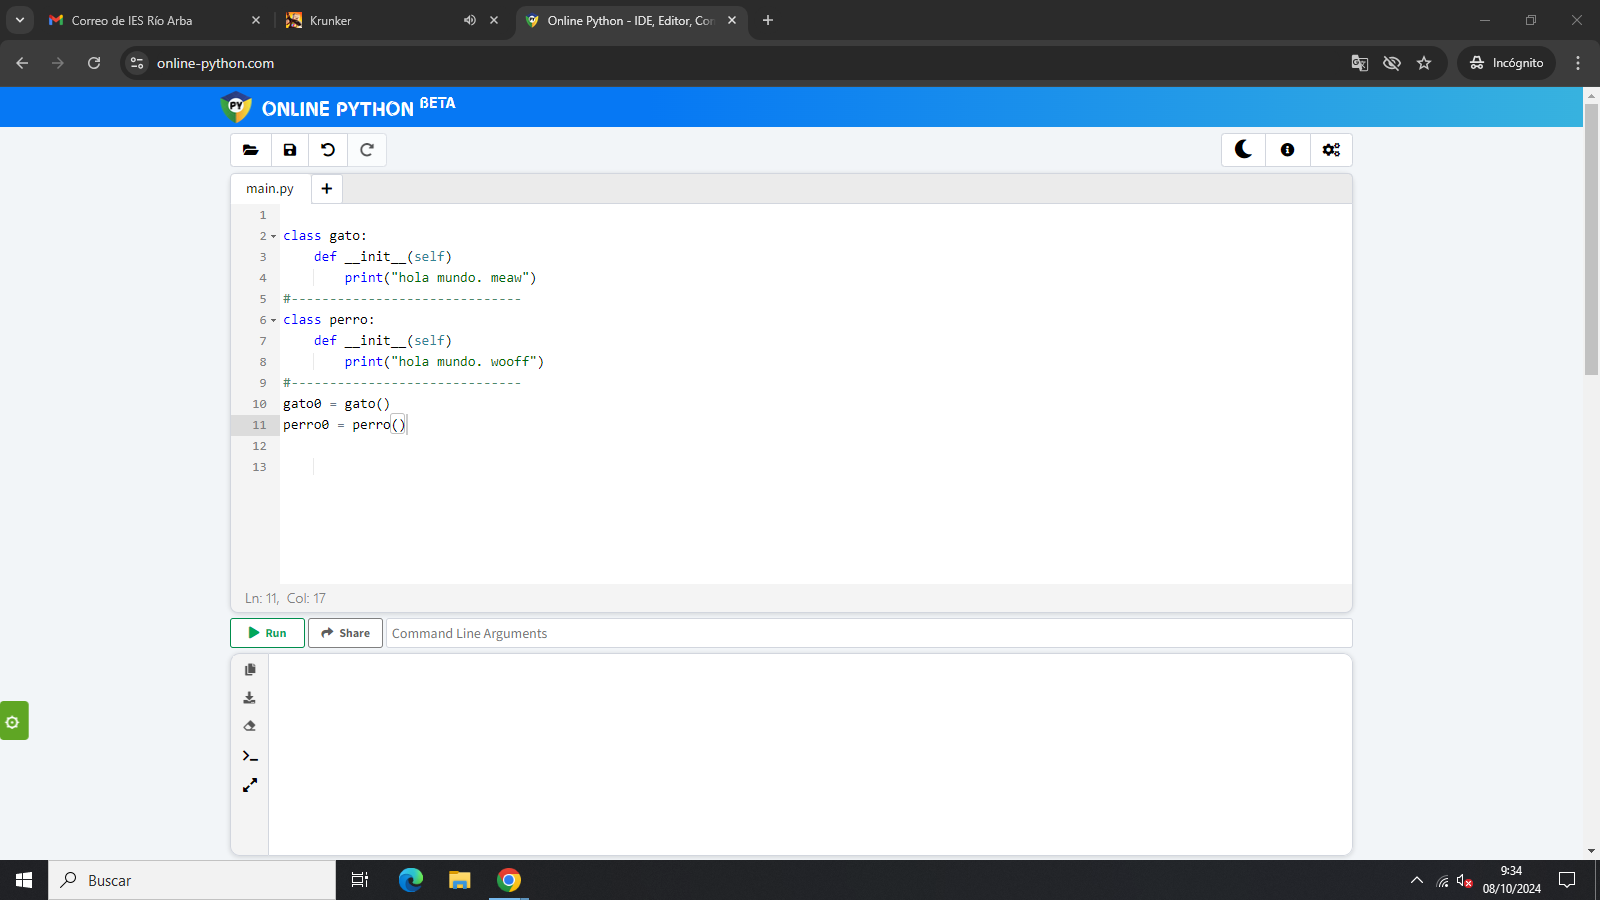 Correo de IES Río Arba
Krunker
Online Python - IDE, Editor, Con
online-python.com
Incógnito
PY
ONLINE PYTHON BETA
main.py
1
2 class gato:
3 def __init__(self)
4 print("hola mundo. meaw")
5 #------------------------------
6 class perro:
7 def __init__(self)
8 print("hola mundo. wooff")
9 #------------------------------
10 gato0 = gato()
11 perro0 = perro()
12
13
Ln: 11, Col: 17
Run
Share
Command Line Arguments
Buscar
9:34
08/10/2024